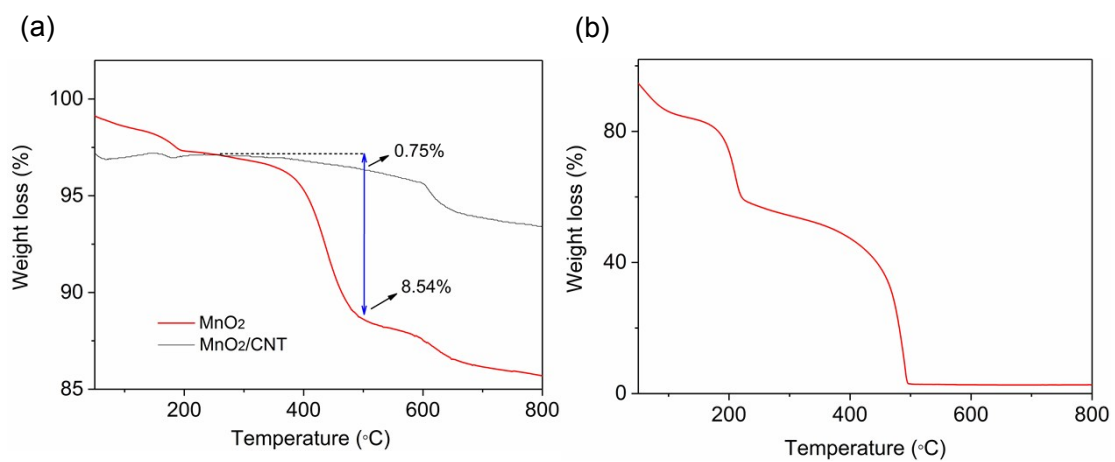 (a)
100
95
90
85
Weight loss (%)
0.75%
8.54%
MnO₂
MnO₂/CNT
200
400
600
800
Temperature (◦C)
(b)
80
40
0
Weight loss (%)
200
400
600
800
Temperature (◦C)